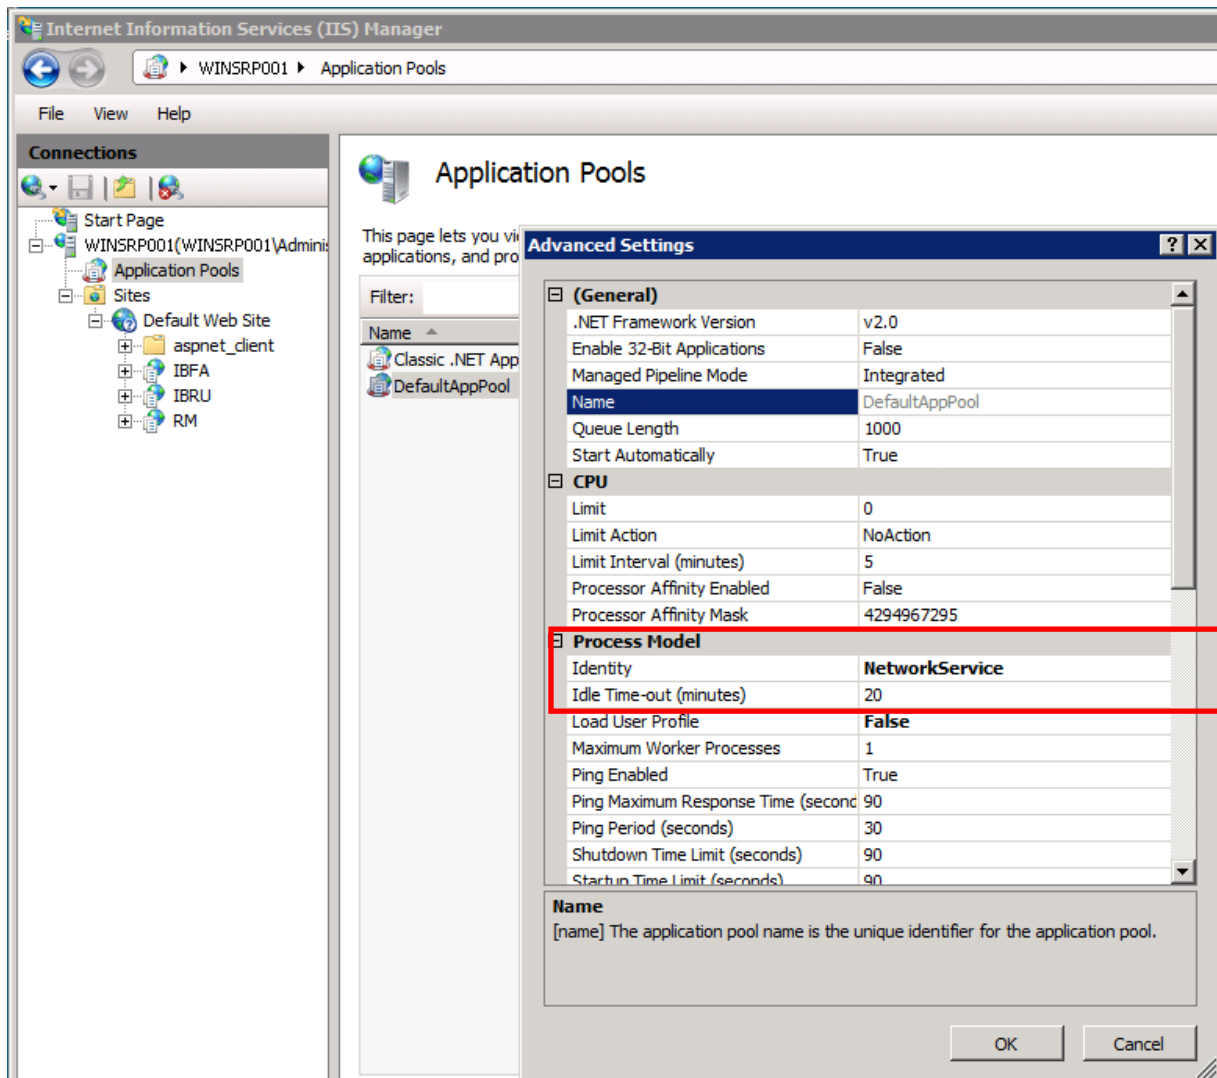 Internet Information Services (IIS) Manager
WINSRP001 Application Pools
File View Help
Connections
Start Page
WINSRP001(WINSRP001\Adminis
Application Pools
Sites
Default Web Site
aspnet_client
IBFA
IBRU
RM
Application Pools
This page lets you vi
applications, and pro
Filter:
Name
Classic .NET App
DefaultAppPool
Advanced Settings
(General)
.NET Framework Version v2.0
Enable 32-Bit Applications False
Managed Pipeline Mode Integrated
Name DefaultAppPool
Queue Length 1000
Start Automatically True
CPU
Limit 0
Limit Action NoAction
Limit Interval (minutes) 5
Processor Affinity Enabled False
Processor Affinity Mask 4294967295
Process Model
Identity NetworkService
Idle Time-out (minutes) 20
Load User Profile False
Maximum Worker Processes 1
Ping Enabled True
Ping Maximum Response Time (second 90
Ping Period (seconds) 30
Shutdown Time Limit (seconds) 90
Startup Time Limit (seconds) 90
Name
[name] The application pool name is the unique identifier for the application pool.
OK Cancel